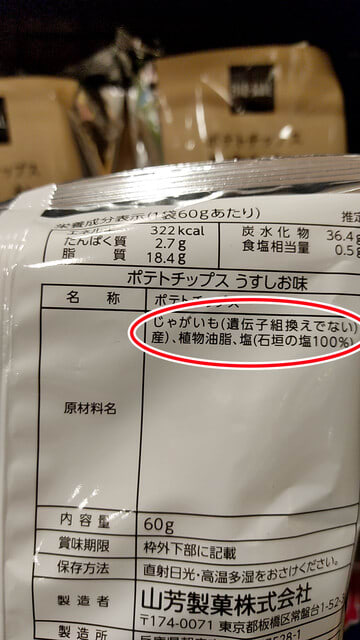 ポテトチップス
栄養成分表示(1袋60gあたり) 推定
322kcal 炭水化物 36.4g
たんぱく質 2.7g 食塩相当量 0.5g
脂質 18.4g
ポテトチップス うすしお味
名称 ポテトチップス
原材料名 じゃがいも(遺伝子組換えでない)
産)、植物油脂、塩(石垣の塩100%)
内容量 60g
賞味期限 枠外下部に記載
保存方法 直射日光・高温多湿をおさけください。
製造者 山芳製菓株式会社
〒174-0071 東京都板橋区常盤台1-52-
製造所